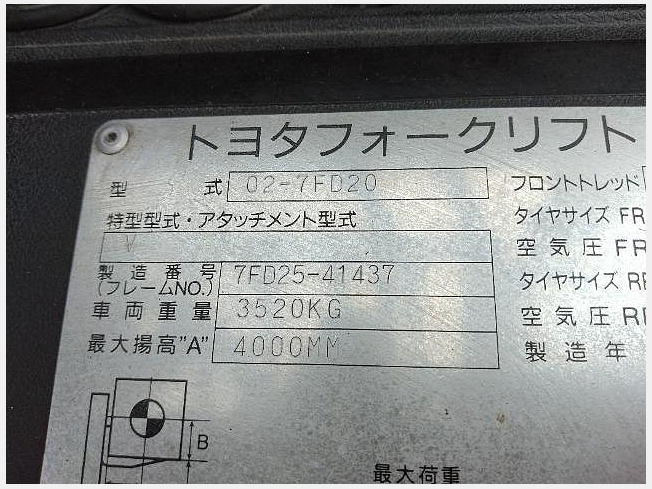 トヨタフォークリフト
型 式 02-7FD20 フロントトレッド
特型型式・アタッチメント型式 タイヤサイズ FR
V 空気圧 FR
製造番号 7FD25-41437 タイヤサイズ
(フレームNO.)
車両重量 3520KG 空気圧
最大揚高"A" 4000MM 製造年
B
最大荷重